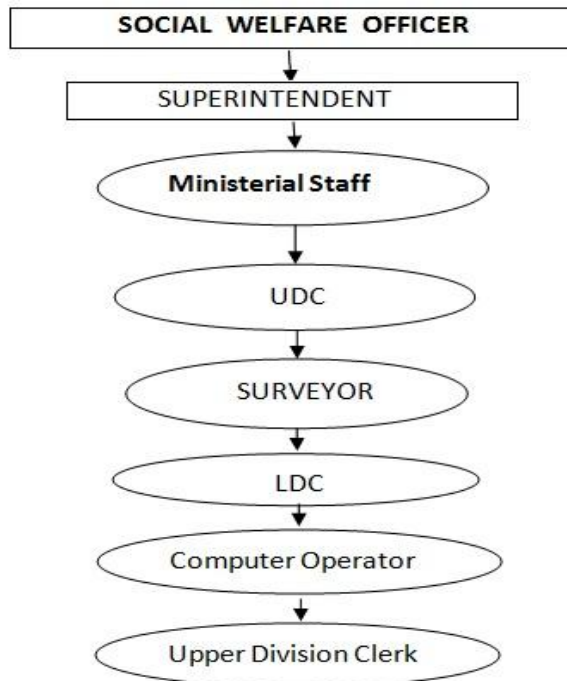 SOCIAL WELFARE OFFICER
SUPERINTENDENT
Ministerial Staff
UDC
SURVEYOR
LDC
Computer Operator
Upper Division Clerk